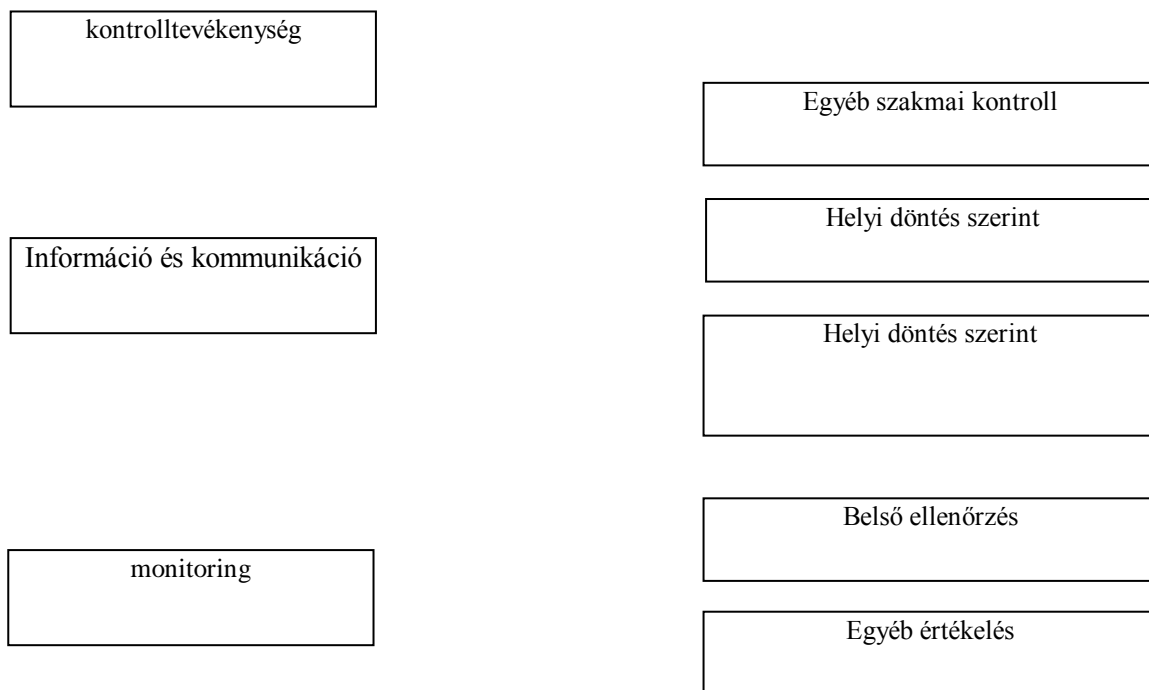 kontrolltevékenység
Egyéb szakmai kontroll
Helyi döntés szerint
Információ és kommunikáció
Helyi döntés szerint
Belső ellenőrzés
monitoring
Egyéb értékelés